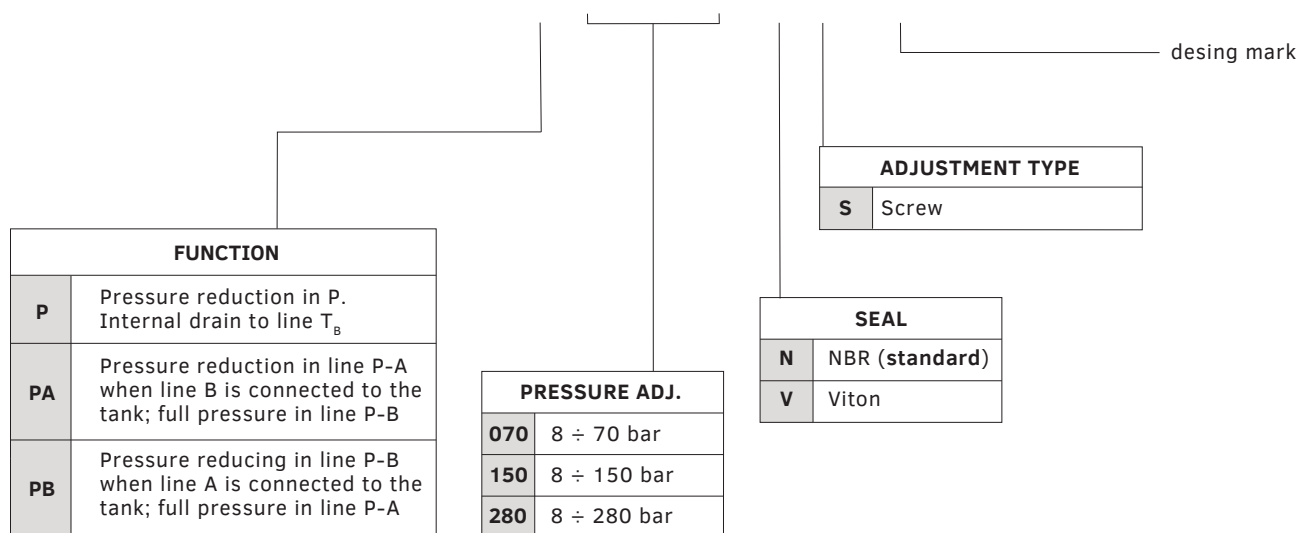 desing mark
ADJUSTMENT TYPE
S Screw
FUNCTION
P Pressure reduction in P.
Internal drain to line T_B
PA Pressure reduction in line P-A
when line B is connected to the
tank; full pressure in line P-B
PB Pressure reducing in line P-B
when line A is connected to the
tank; full pressure in line P-A
PRESSURE ADJ.
070 8 ÷ 70 bar
150 8 ÷ 150 bar
280 8 ÷ 280 bar
SEAL
N NBR (standard)
V Viton